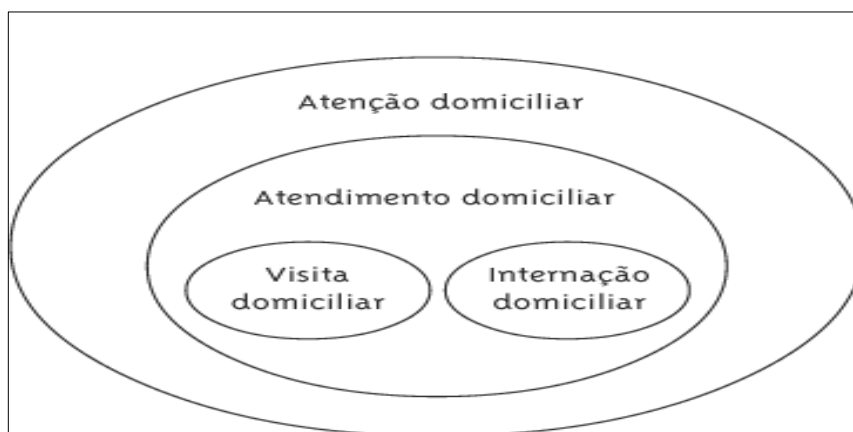 Atenção domiciliar
Atendimento domiciliar
Visita
domiciliar
Internação
domiciliar